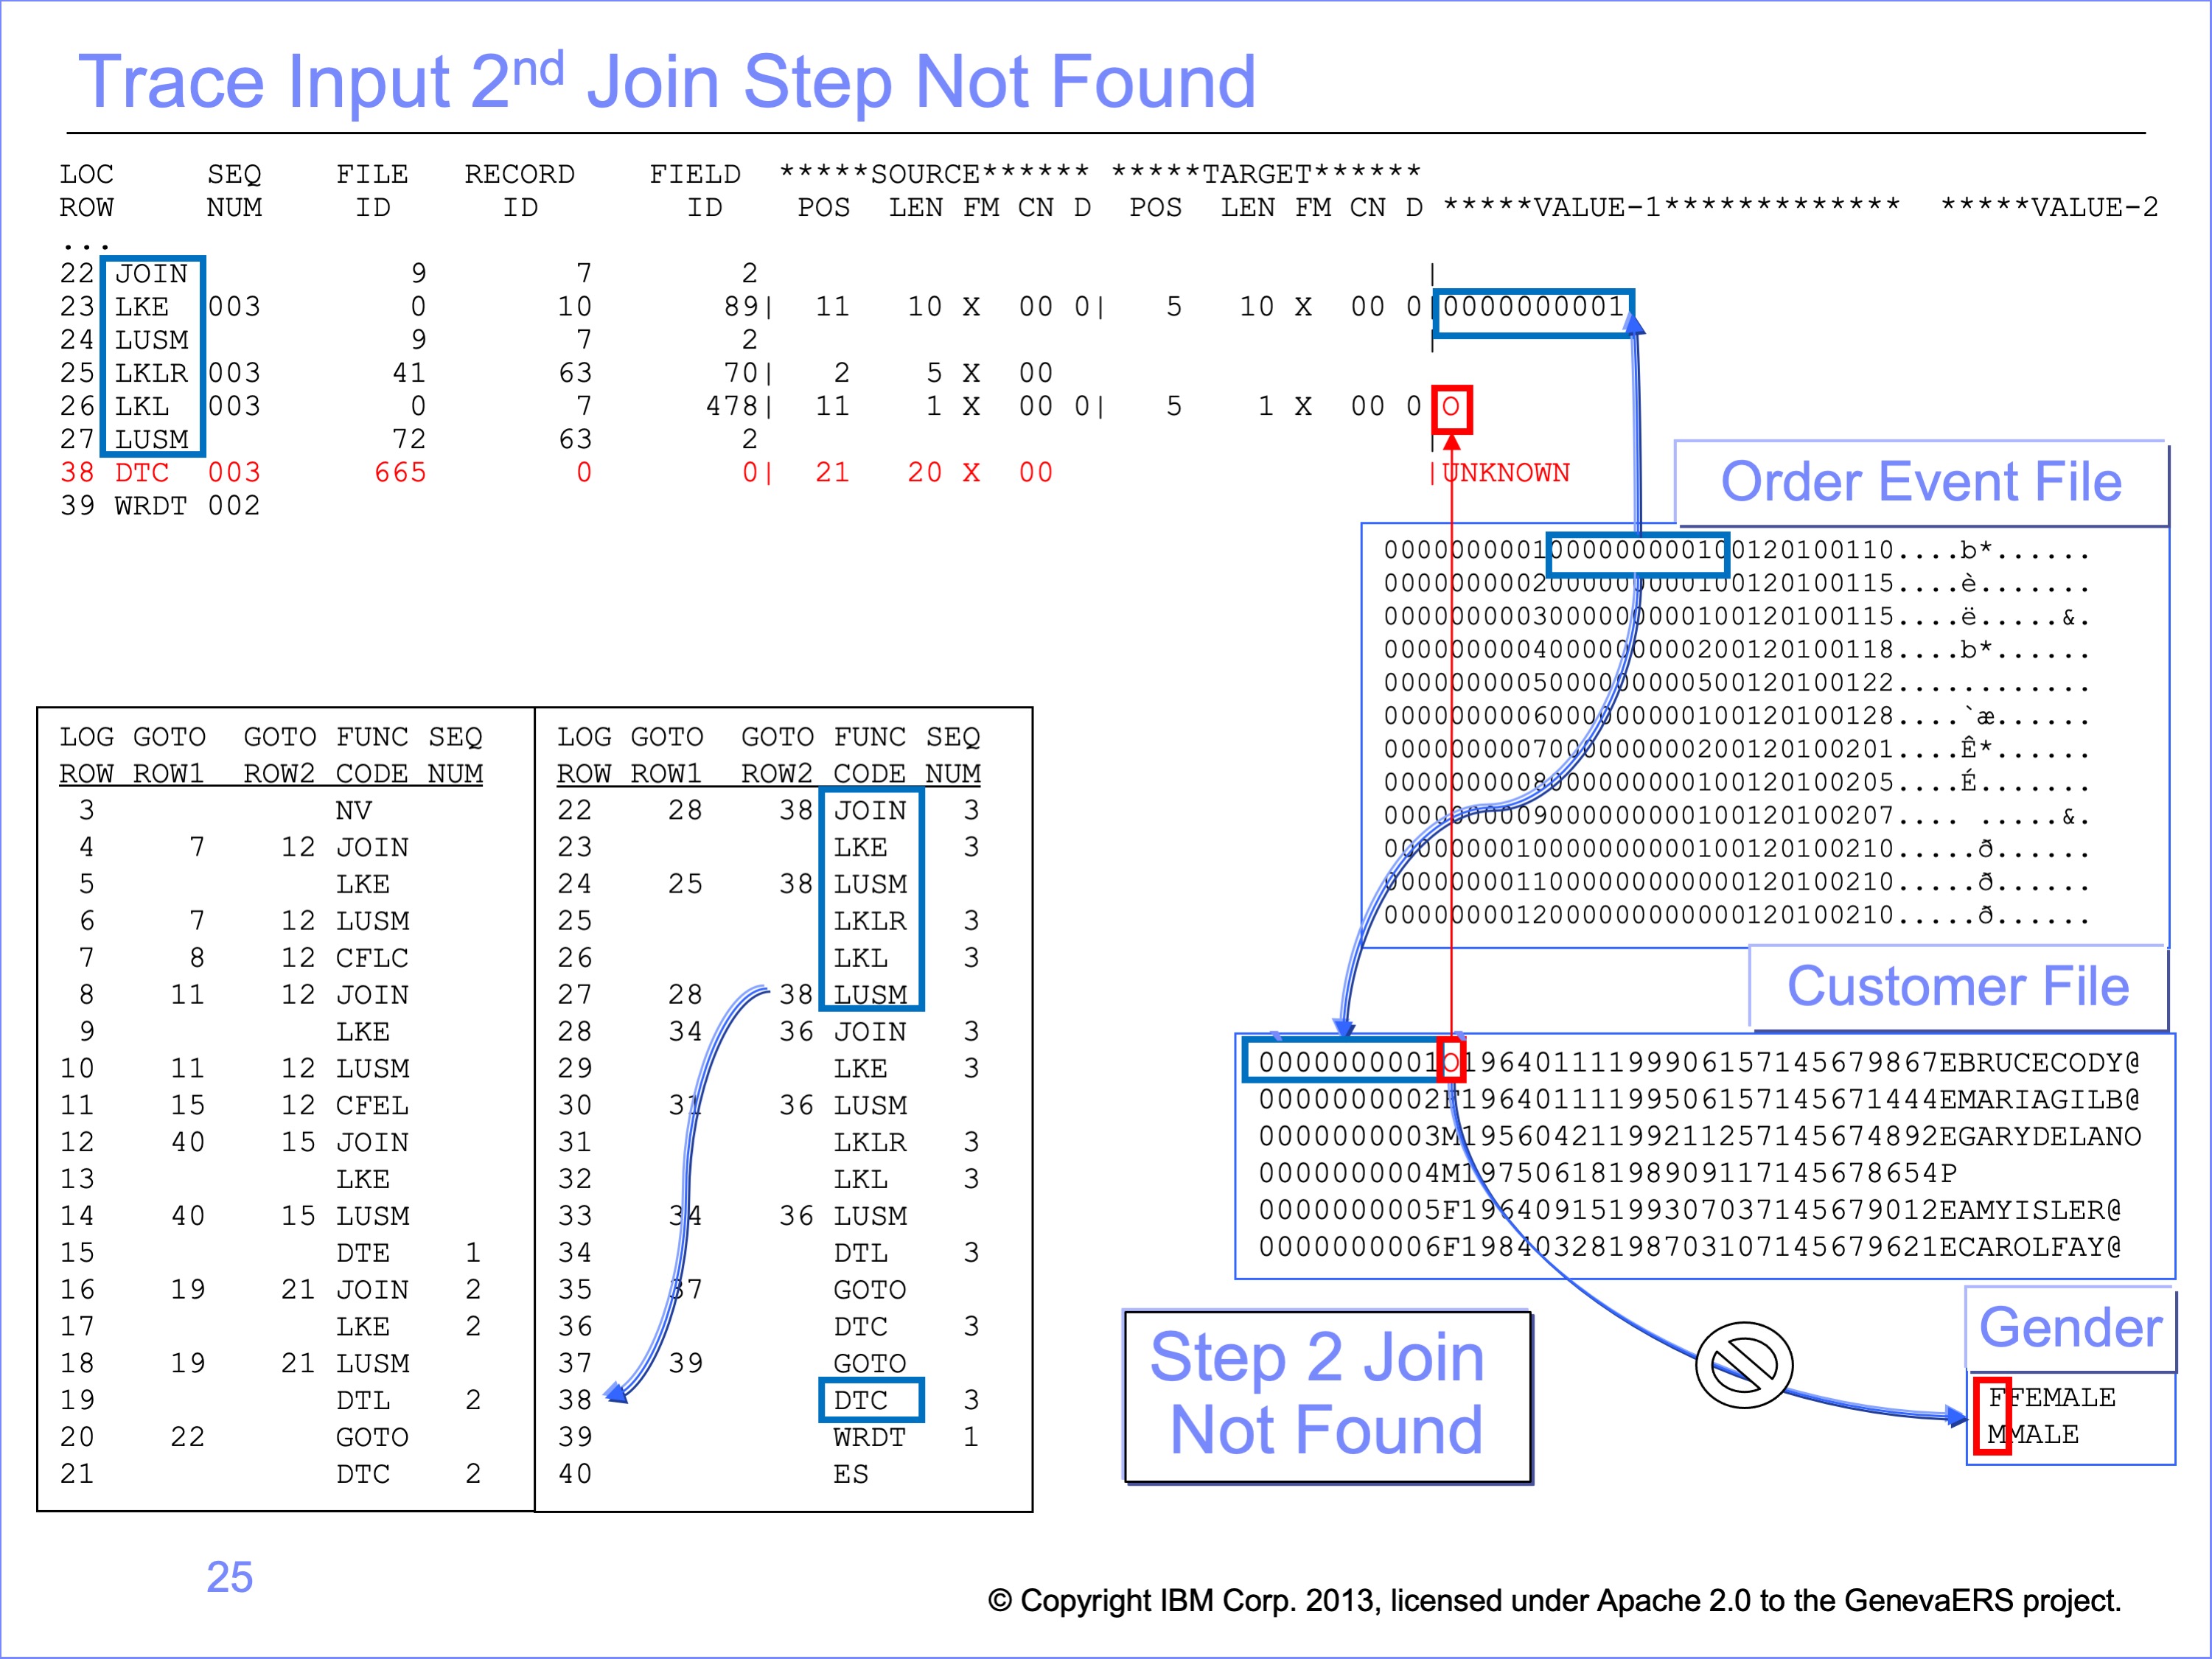 Trace Input 2nd Join Step Not Found
LOC SEQ FILE RECORD FIELD *****SOURCE****** *****TARGET******
ROW NUM ID ID ID POS LEN FM CN D POS LEN FM CN D *****VALUE-1************* *****VALUE-2
...
22 JOIN 9 7 2 |
23 LKE 003 0 10 89| 11 10 X 00 0| 5 10 X 00 0|0000000001
24 LUSM 9 7 2 |
25 LKLR 003 41 63 70| 2 5 X 00
26 LKL 003 0 7 478| 11 1 X 00 0| 5 1 X 00 0|O
27 LUSM 72 63 2 |
38 DTC 003 665 0 0| 21 20 X 00 |UNKNOWN
39 WRDT 002
Order Event File
0000000001000000000100120100110....b*......
0000000002000000000100120100115....è.......
0000000003000000000100120100115....ë.....&.
0000000004000000000200120100118....b*......
0000000005000000000500120100122............
0000000006000000000100120100128....`æ......
0000000007000000000200120100201....Ê*......
0000000008000000000100120100205....É.......
0000000009000000000100120100207.... .....&.
0000000010000000000100120100210.....ð......
0000000011000000000000120100210.....ð......
0000000012000000000000120100210.....ð......
Customer File
0000000001O19640111199906157145679867EBRUCECODY@
0000000002F19640111199506157145671444EMARIAGILB@
0000000003M19560421199211257145674892EGARYDELANO
0000000004M19750618198909117145678654P
0000000005F19640915199307037145679012EAMYISLER@
0000000006F19840328198703107145679621ECAROLFAY@
Gender
FFEMALE
MMALE
Step 2 Join
Not Found
LOG GOTO GOTO FUNC SEQ
ROW ROW1 ROW2 CODE NUM
3 NV
4 7 12 JOIN
5 LKE
6 7 12 LUSM
7 8 12 CFLC
8 11 12 JOIN
9 LKE
10 11 12 LUSM
11 15 12 CFEL
12 40 15 JOIN
13 LKE
14 40 15 LUSM
15 DTE 1
16 19 21 JOIN 2
17 LKE 2
18 19 21 LUSM
19 DTL 2
20 22 GOTO
21 DTC 2
LOG GOTO GOTO FUNC SEQ
ROW ROW1 ROW2 CODE NUM
22 28 38 JOIN 3
23 LKE 3
24 25 38 LUSM
25 LKLR 3
26 LKL 3
27 28 38 LUSM
28 34 36 JOIN 3
29 LKE 3
30 31 36 LUSM
31 LKLR 3
32 LKL 3
33 34 36 LUSM
34 DTL 3
35 37 GOTO
36 DTC 3
37 39 GOTO
38 DTC 3
39 WRDT 1
40 ES
25
© Copyright IBM Corp. 2013, licensed under Apache 2.0 to the GenevaERS project.